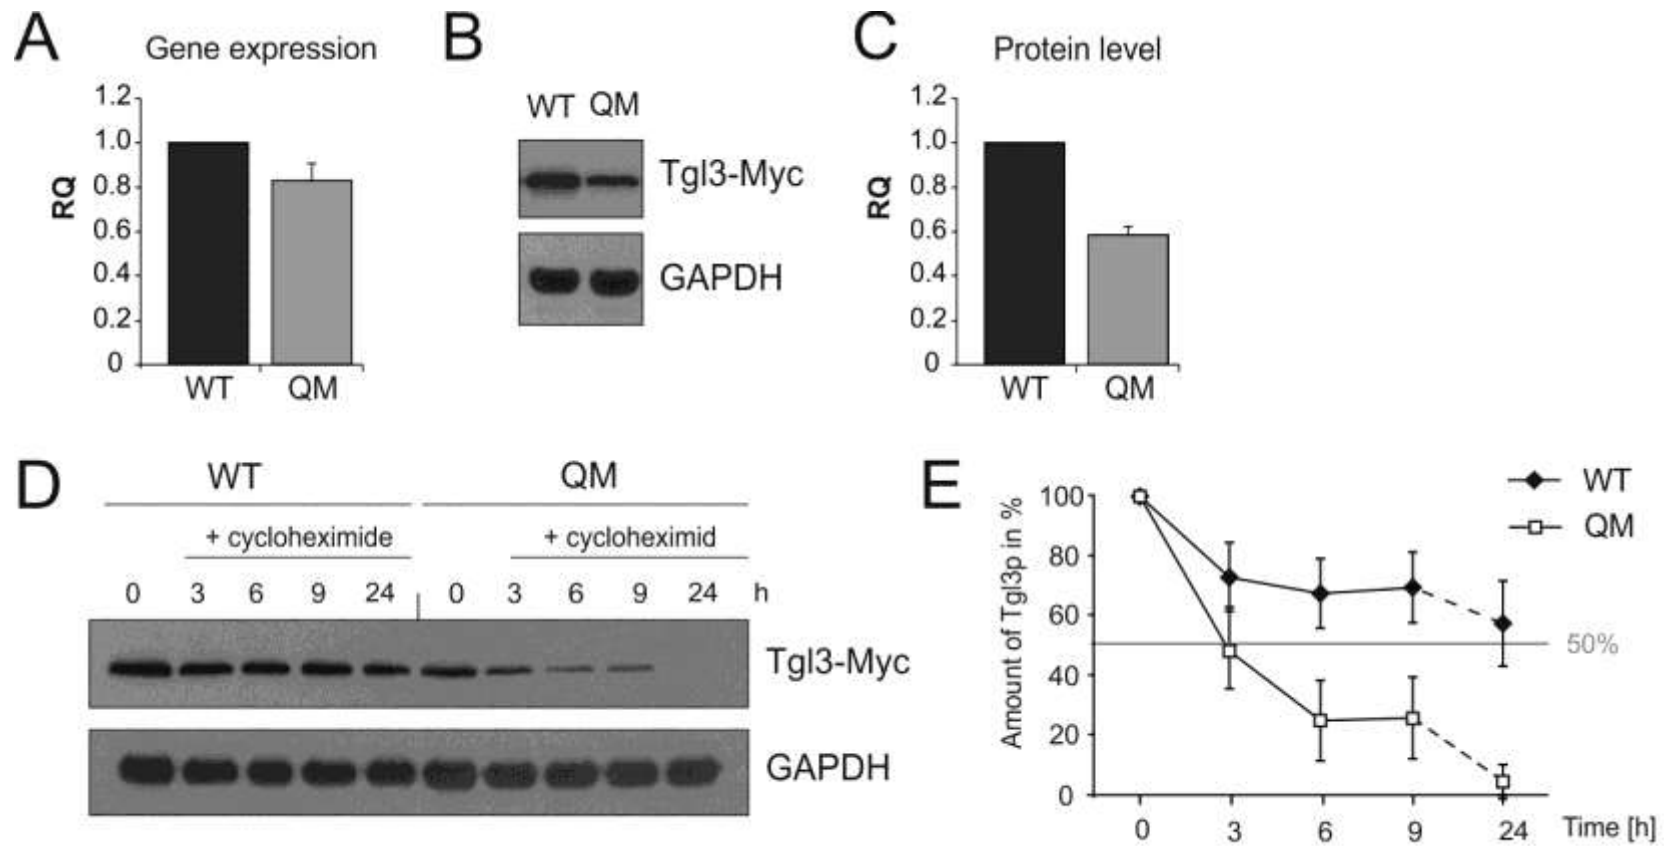 A
Gene expression
1.2
1.0
0.8
0.6
0.4
0.2
0
RQ
WT QM
B
WT QM
Tgl3-Myc
GAPDH
C
Protein level
1.2
1.0
0.8
0.6
0.4
0.2
0
RQ
WT QM
D
WT QM
+ cycloheximide + cycloheximid
0 3 6 9 24 0 3 6 9 24 h
Tgl3-Myc
GAPDH
E
WT
QM
100
80
60
40
20
0
Amount of Tgl3p in %
50%
0 3 6 9 24 Time [h]